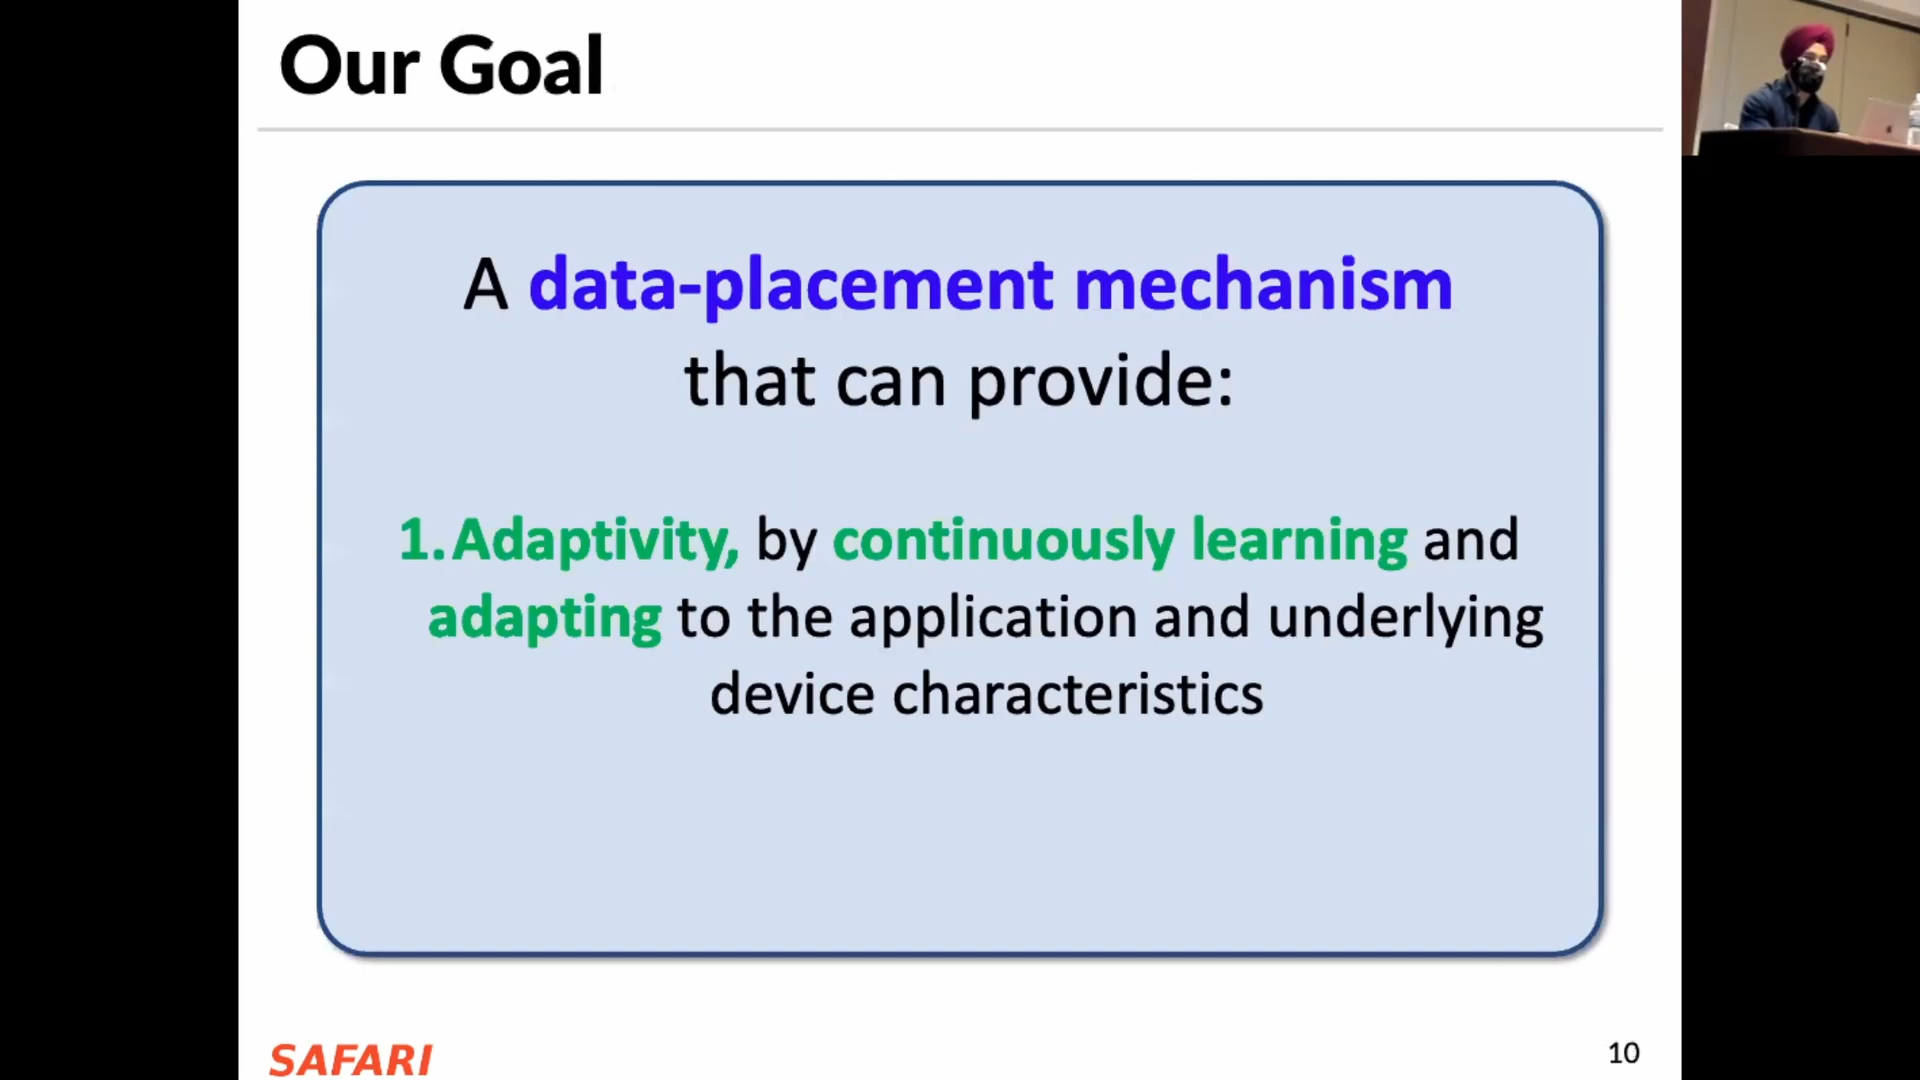 Our Goal
A data-placement mechanism
that can provide:
1. Adaptivity, by continuously learning and
adapting to the application and underlying
device characteristics
SAFARI
10